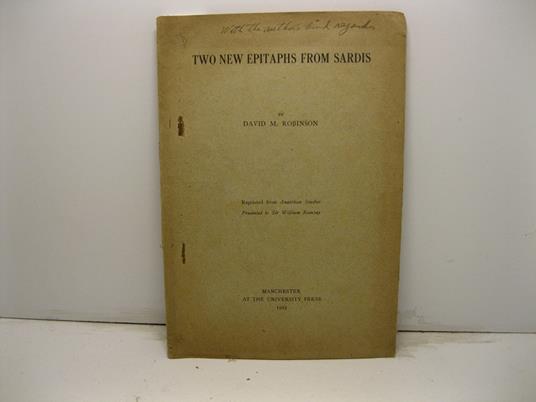 With the author's kind regards
TWO NEW EPITAPHS FROM SARDIS
BY
DAVID M. ROBINSON
Reprinted from Anatolian Studies
Presented to Sir William Ramsay
MANCHESTER
AT THE UNIVERSITY PRESS
1923